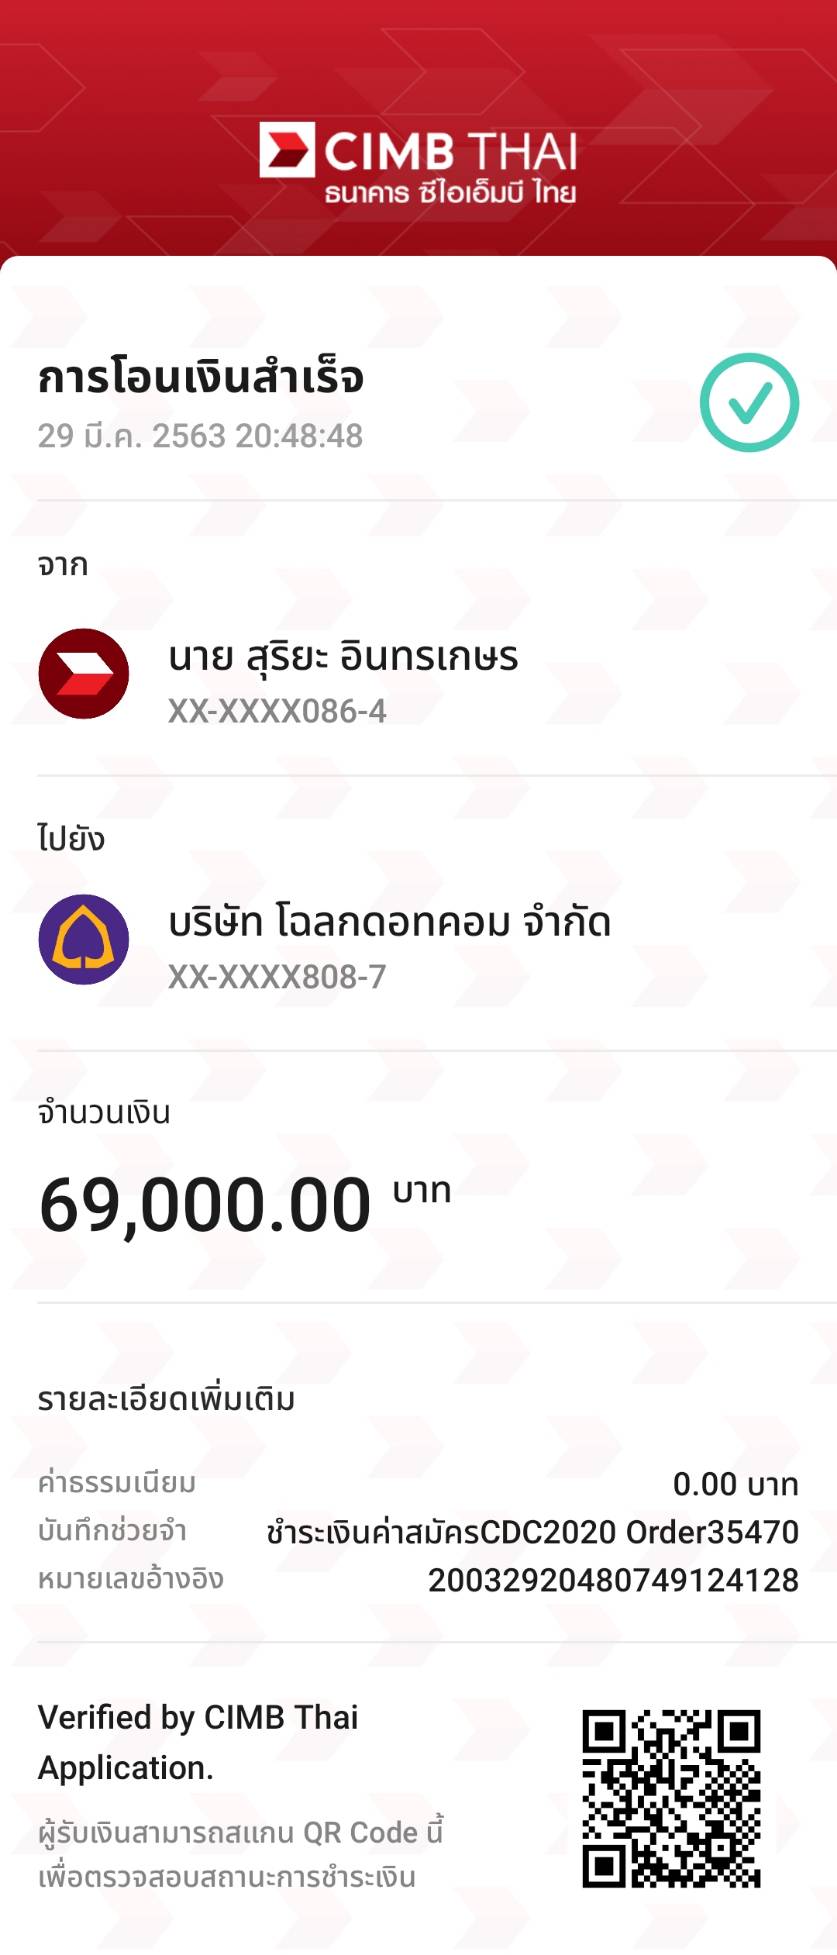 CIMB THAI
ธนาคาร ซีไอเอ็มบี ไทย
การโอนเงินสำเร็จ
29 มี.ค. 2563 20:48:48
จาก
นาย สุริยะ อินทรเกษร
XX-XXXX086-4
ไปยัง
บริษัท โฉลกดอทคอม จำกัด
XX-XXXX808-7
จำนวนเงิน
69,000.00 บาท
รายละเอียดเพิ่มเติม
ค่าธรรมเนียม 0.00 บาท
บันทึกช่วยจำ ชำระเงินค่าสมัครCDC2020 Order35470
หมายเลขอ้างอิง 20032920480749124128
Verified by CIMB Thai
Application.
ผู้รับเงินสามารถสแกน QR Code นี้
เพื่อตรวจสอบสถานะการชำระเงิน